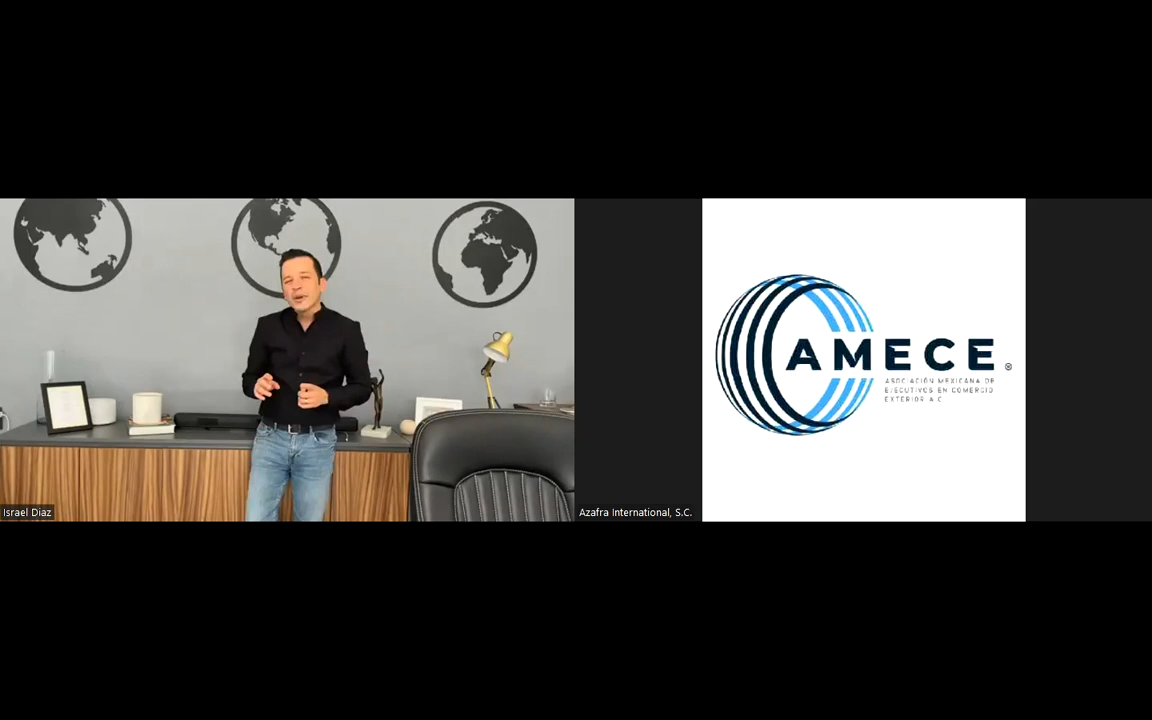 AMECE
®
ASOCIACIÓN MEXICANA DE
EJECUTIVOS EN COMERCIO
EXTERIOR A.C
Israel Diaz
Azafra International, S.C.